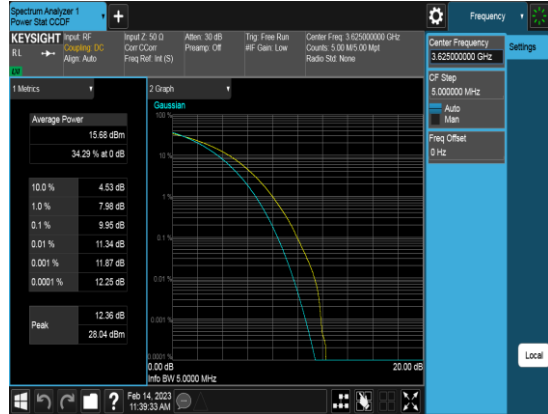 Spectrum Analyzer 1
Power Stat CCDF
+
Frequency
KEYSIGHT
RL
LV
Input: RF
Coupling: DC
Align: Auto
Input Z: 50 Ω
Corr CCorr
Freq Ref: Int (S)
Atten: 30 dB
Preamp: Off
Trig: Free Run
#IF Gain: Low
Center Freq: 3.625000000 GHz
Counts: 5.00 M/5.00 Mpt
Radio Std: None
Center Frequency
3.625000000 GHz
Settings
CF Step
5.000000 MHz
Auto
Man
Freq Offset
0 Hz
1 Metrics
Average Power
15.68 dBm
34.29 % at 0 dB
10.0 % 4.53 dB
1.0 % 7.98 dB
0.1 % 9.95 dB
0.01 % 11.34 dB
0.001 % 11.87 dB
0.0001 % 12.25 dB
Peak
12.36 dB
28.04 dBm
2 Graph
Gaussian
100 %
10 %
1 %
0.1 %
0.01 %
0.001 %
0.0001 %
0.00 dB
20.00 dB
Info BW 5.0000 MHz
Local
?
Feb 14, 2023
11:39:33 AM